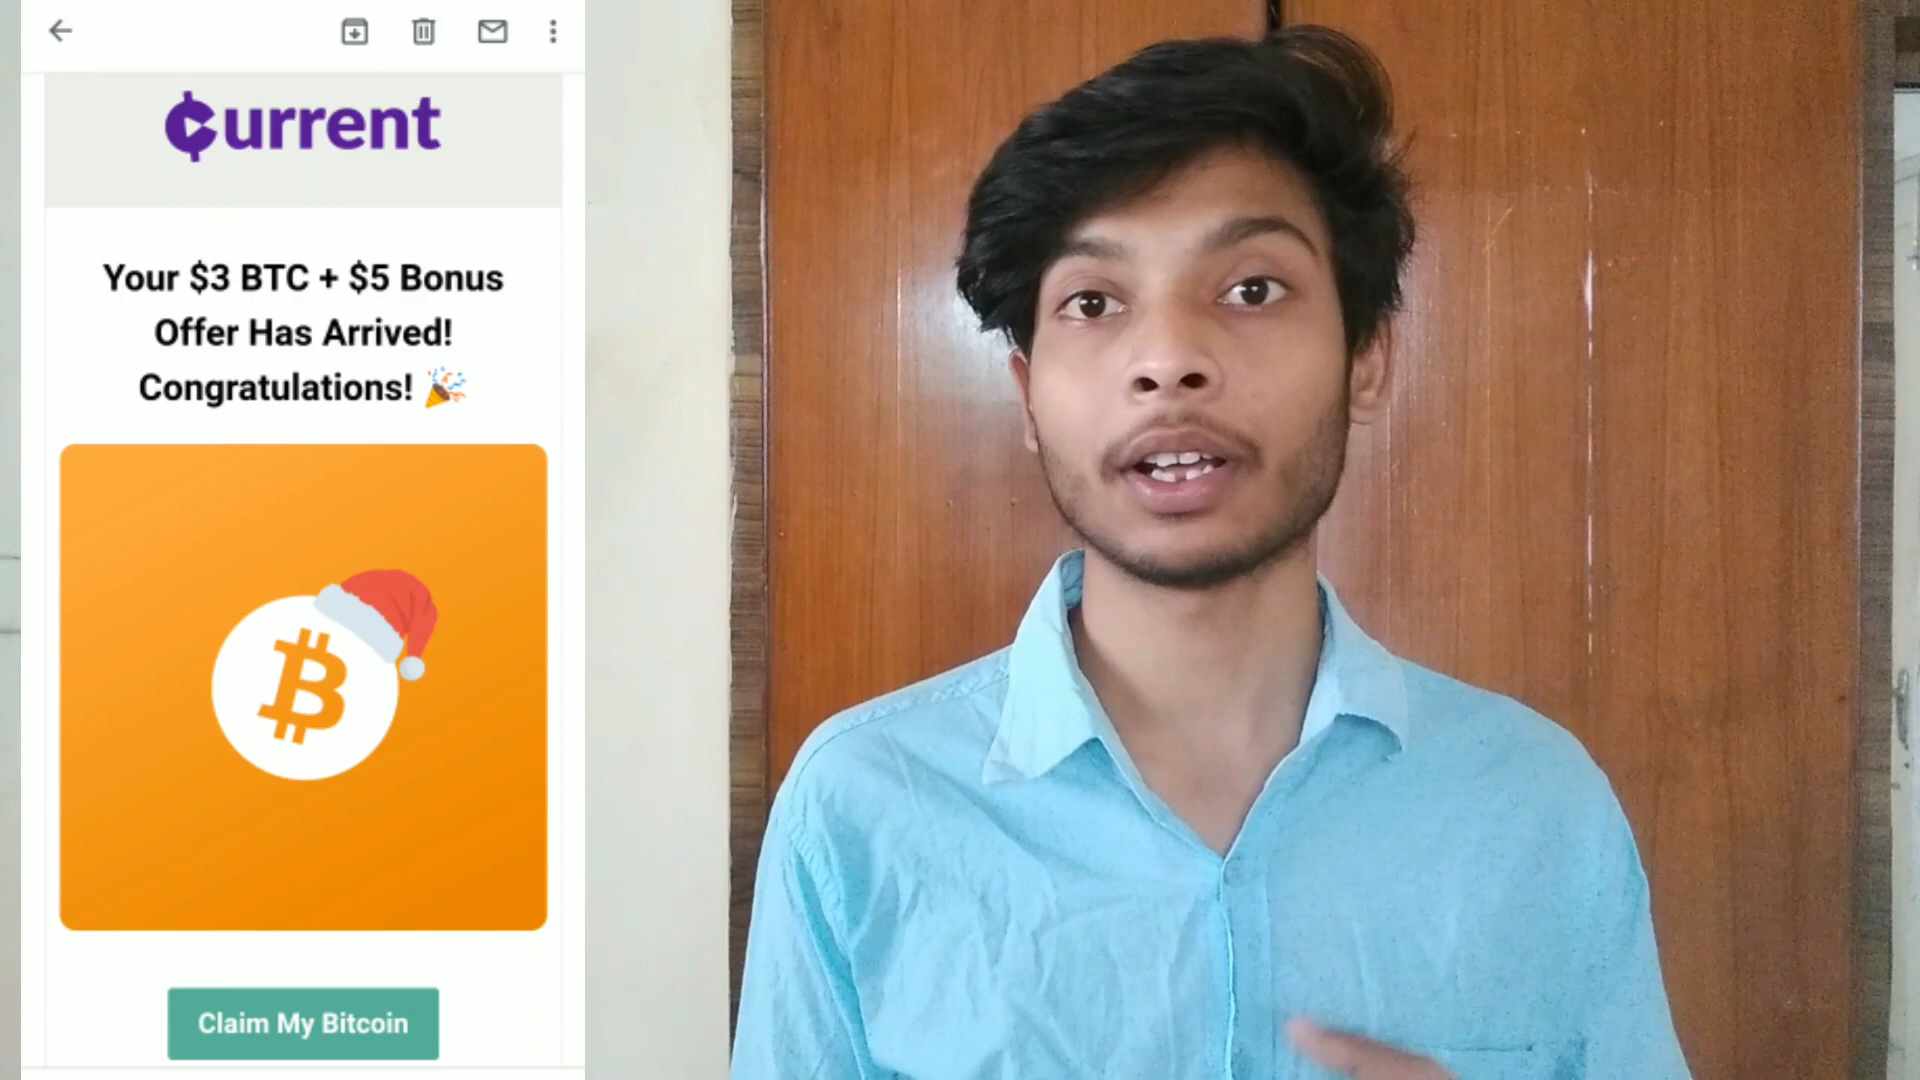 Current
Your $3 BTC + $5 Bonus
Offer Has Arrived!
Congratulations! 🎉
Claim My Bitcoin